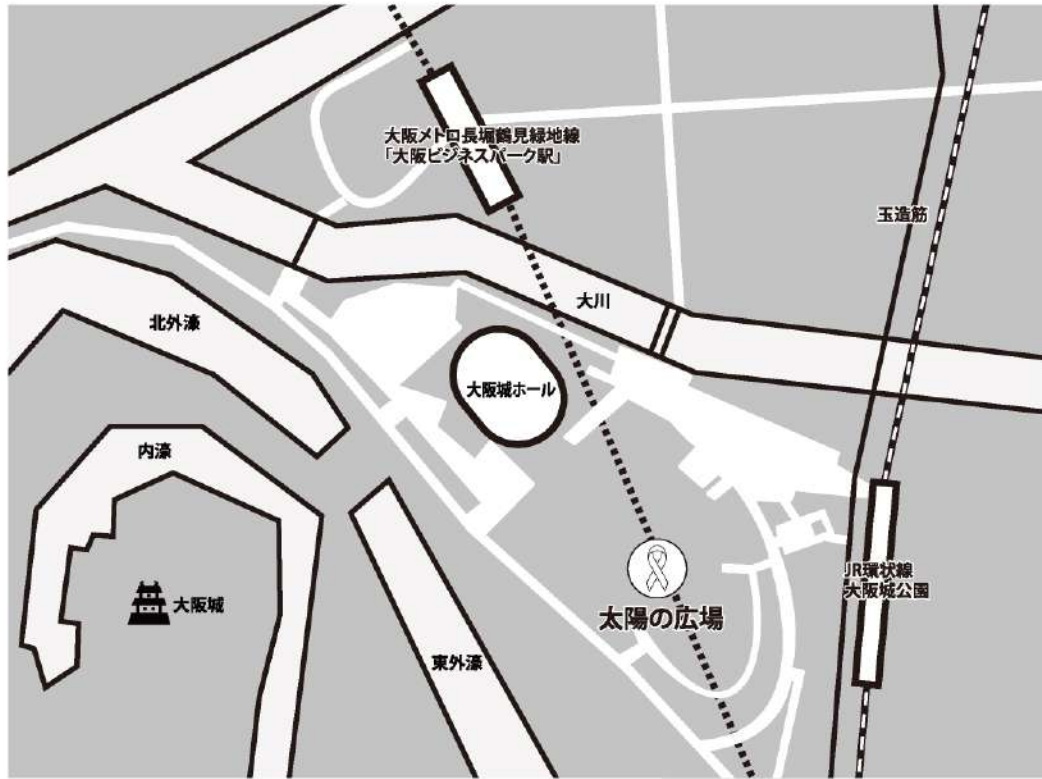 大阪メトロ長堀鶴見緑地線
「大阪ビジネスパーク駅」
玉造筋
大川
北外濠
大阪城ホール
内濠
JR環状線
大阪城公園
大阪城
太陽の広場
東外濠